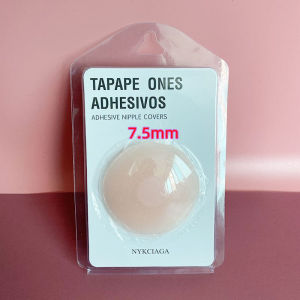 TAPAPE ONES
ADHESIVOS
ADHESIVE NIPPLE COVERS
7.5mm
NYKCIAGA